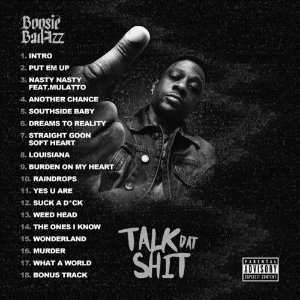 Boosie
BadAzz
1. INTRO
2. PUT EM UP
3. NASTY NASTY
FEAT.MULATTO
4. ANOTHER CHANCE
5. SOUTHSIDE BABY
6. DREAMS TO REALITY
7. STRAIGHT GOON
SOFT HEART
8. LOUISIANA
9. BURDEN ON MY HEART
10. RAINDROPS
11. YES U ARE
12. SUCK A D*CK
13. WEED HEAD
14. THE ONES I KNOW
15. WONDERLAND
16. MURDER
17. WHAT A WORLD
18. BONUS TRACK
TALK DAT
SHIT
PARENTAL
ADVISORY
EXPLICIT CONTENT